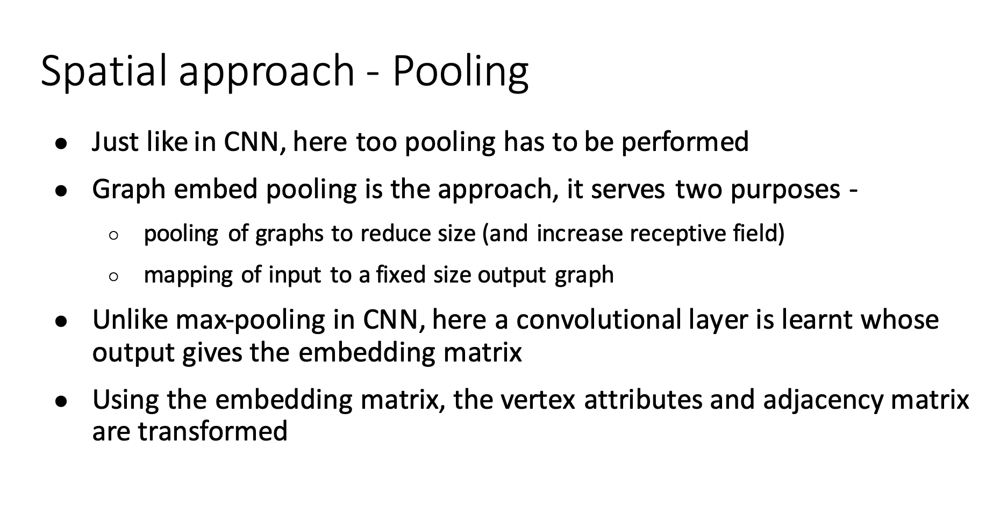 Spatial approach - Pooling
● Just like in CNN, here too pooling has to be performed
● Graph embed pooling is the approach, it serves two purposes -
○ pooling of graphs to reduce size (and increase receptive field)
○ mapping of input to a fixed size output graph
● Unlike max-pooling in CNN, here a convolutional layer is learnt whose
output gives the embedding matrix
● Using the embedding matrix, the vertex attributes and adjacency matrix
are transformed